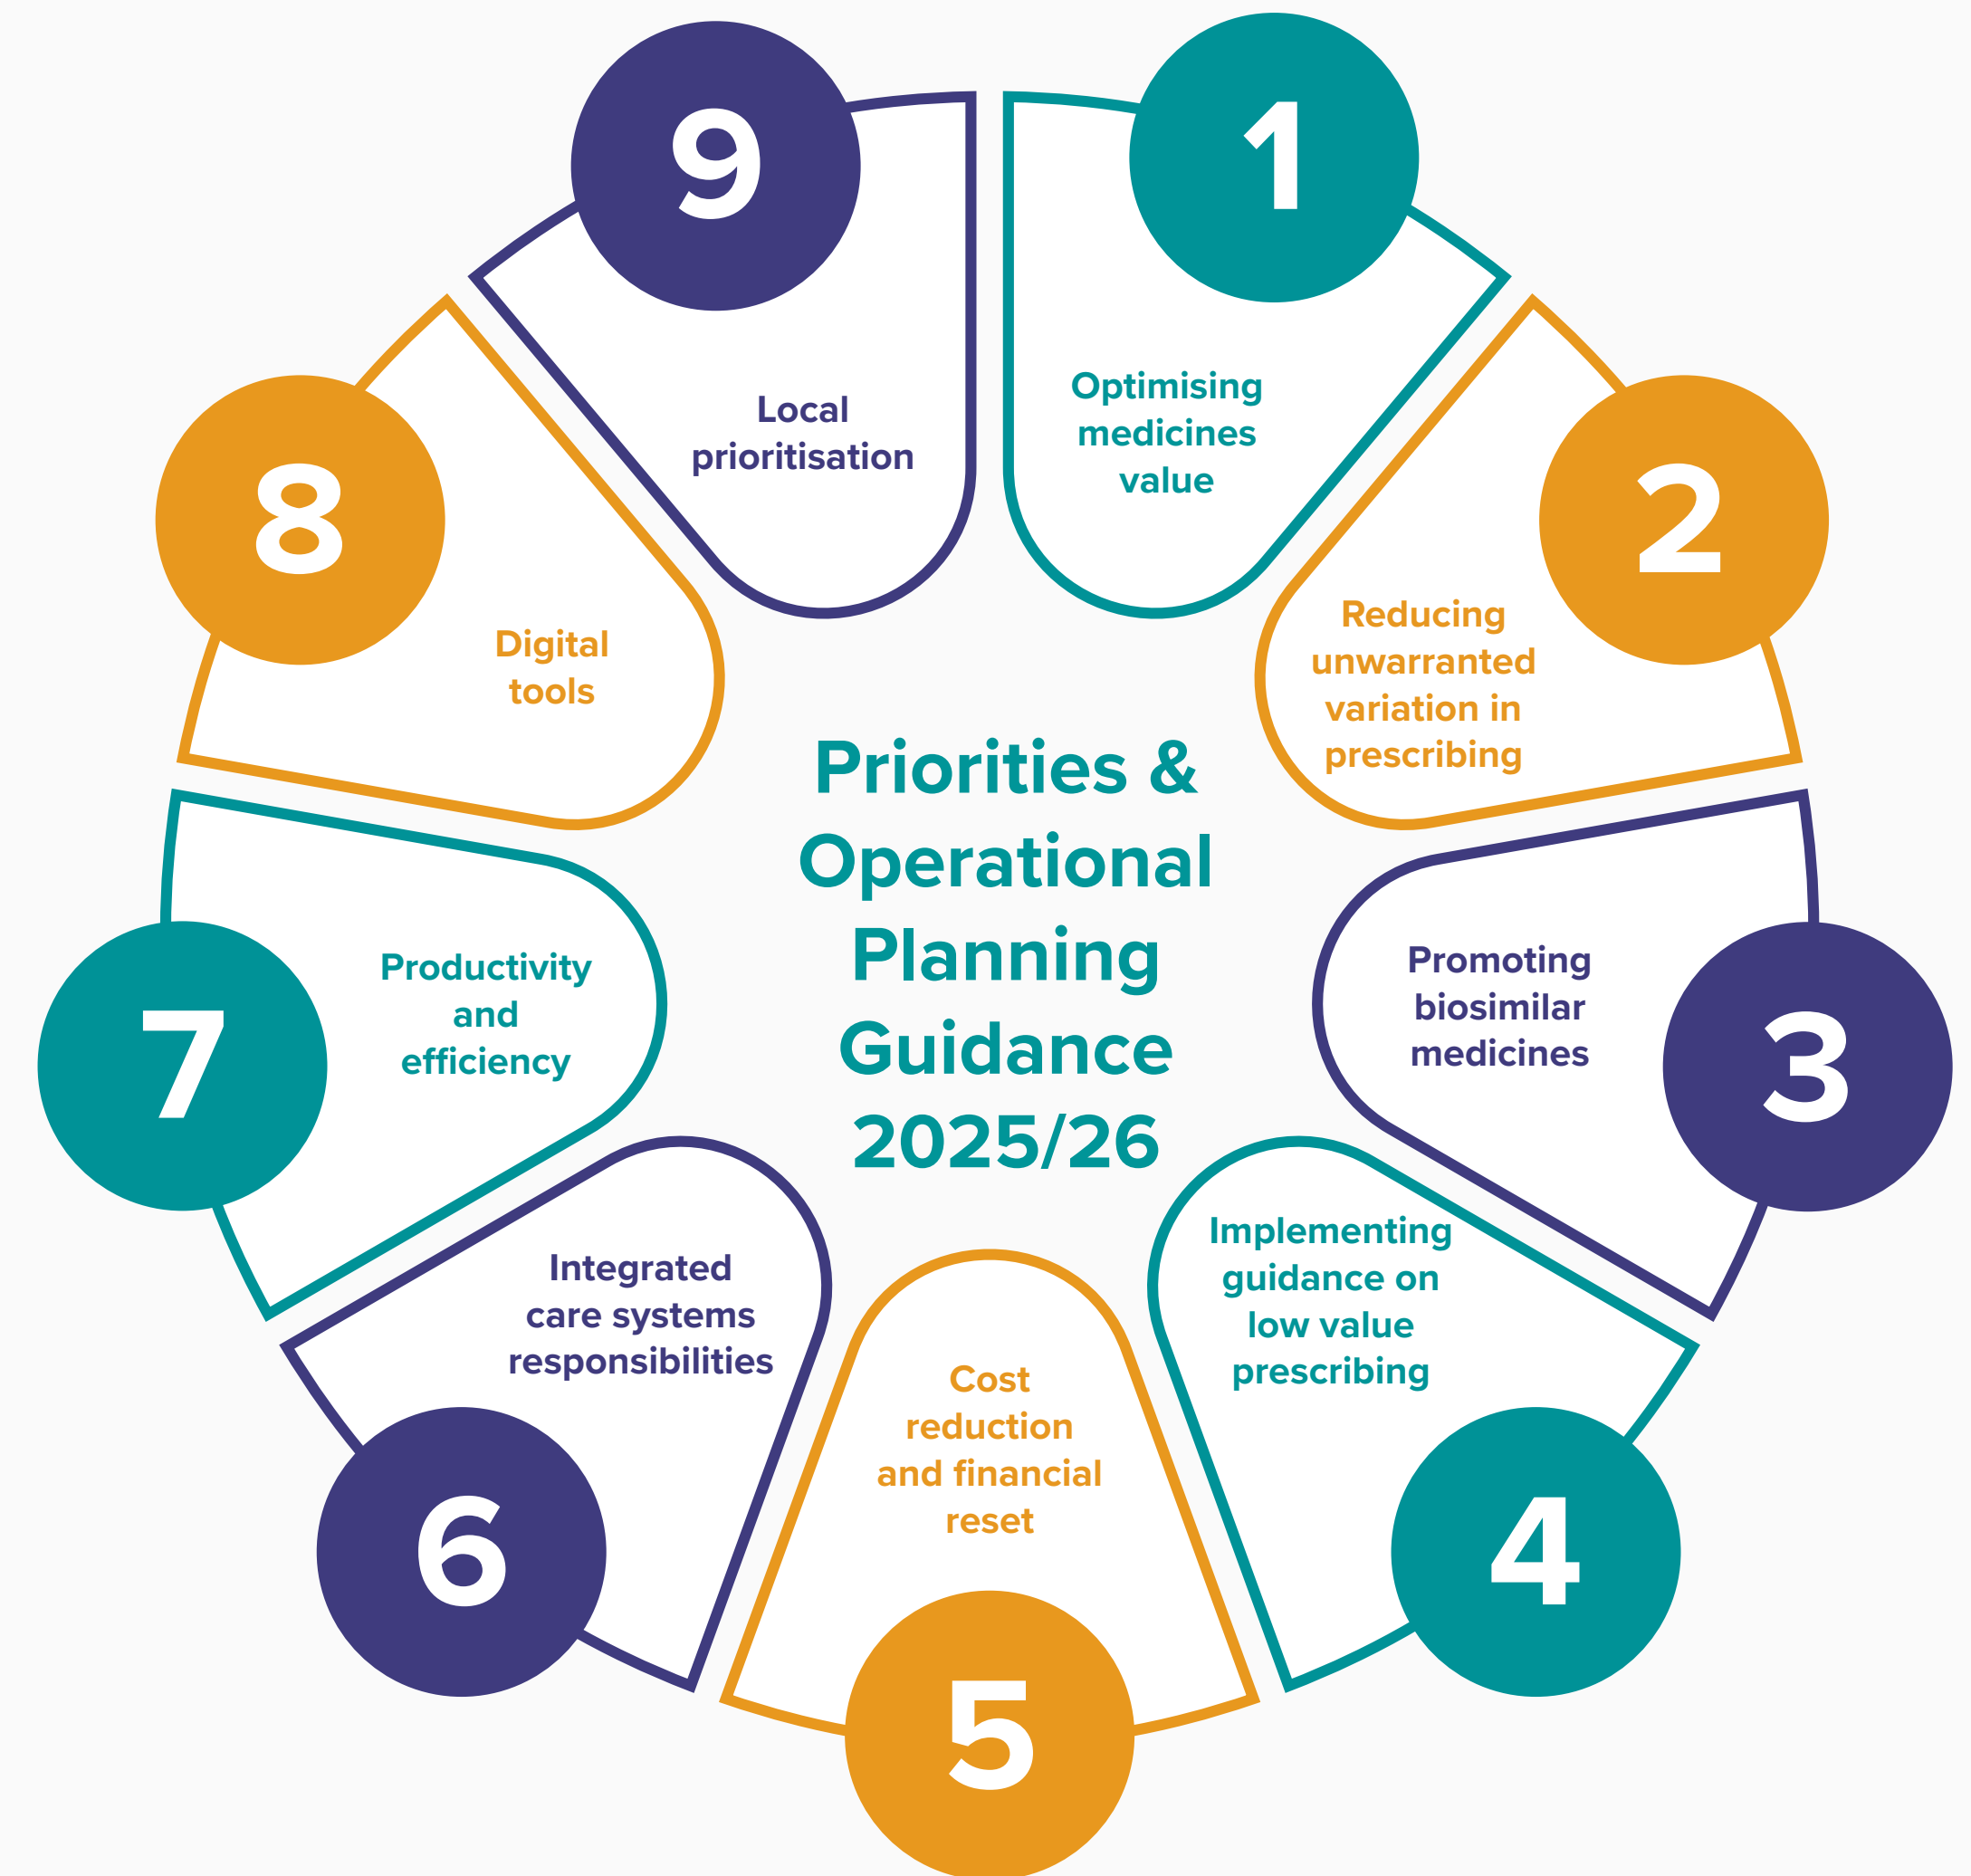 Priorities &
Operational
Planning
Guidance
2025/26
1
Optimising
medicines
value
2
Reducing
unwarranted
variation in
prescribing
3
Promoting
biosimilar
medicines
4
Implementing
guidance on
low value
prescribing
5
Cost
reduction
and financial
reset
6
Integrated
care systems
responsibilities
7
Productivity
and
efficiency
8
Digital
tools
9
Local
prioritisation